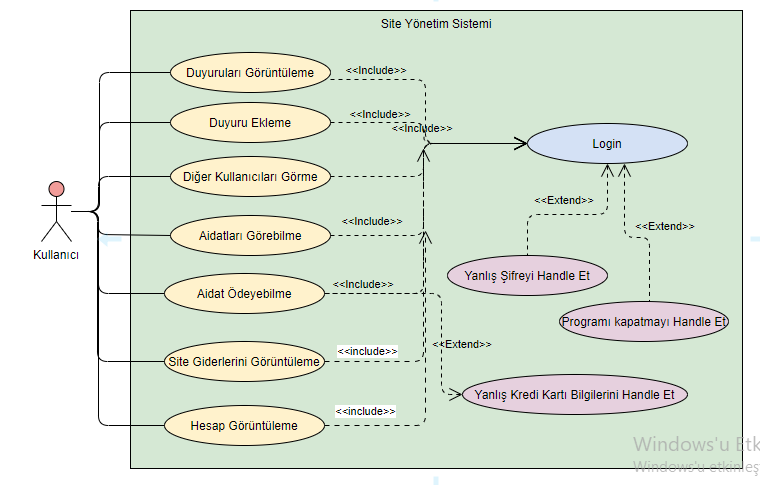 Site Yönetim Sistemi
Duyuruları Görüntüleme
<<Include>>
Duyuru Ekleme
<<Include>>
<<Include>>
Login
Diğer Kullanıcıları Görme
<<Extend>>
Aidatları Görebilme
<<Include>>
<<Extend>>
Kullanıcı
Yanlış Şifreyi Handle Et
Aidat Ödeyebilme
<<Include>>
Programı kapatmayı Handle Et
<<Extend>>
<<include>>
Site Giderlerini Görüntüleme
Yanlış Kredi Kartı Bilgilerini Handle Et
<<include>>
Hesap Görüntüleme
Windows'u Etk
Windows'u etkinleşt